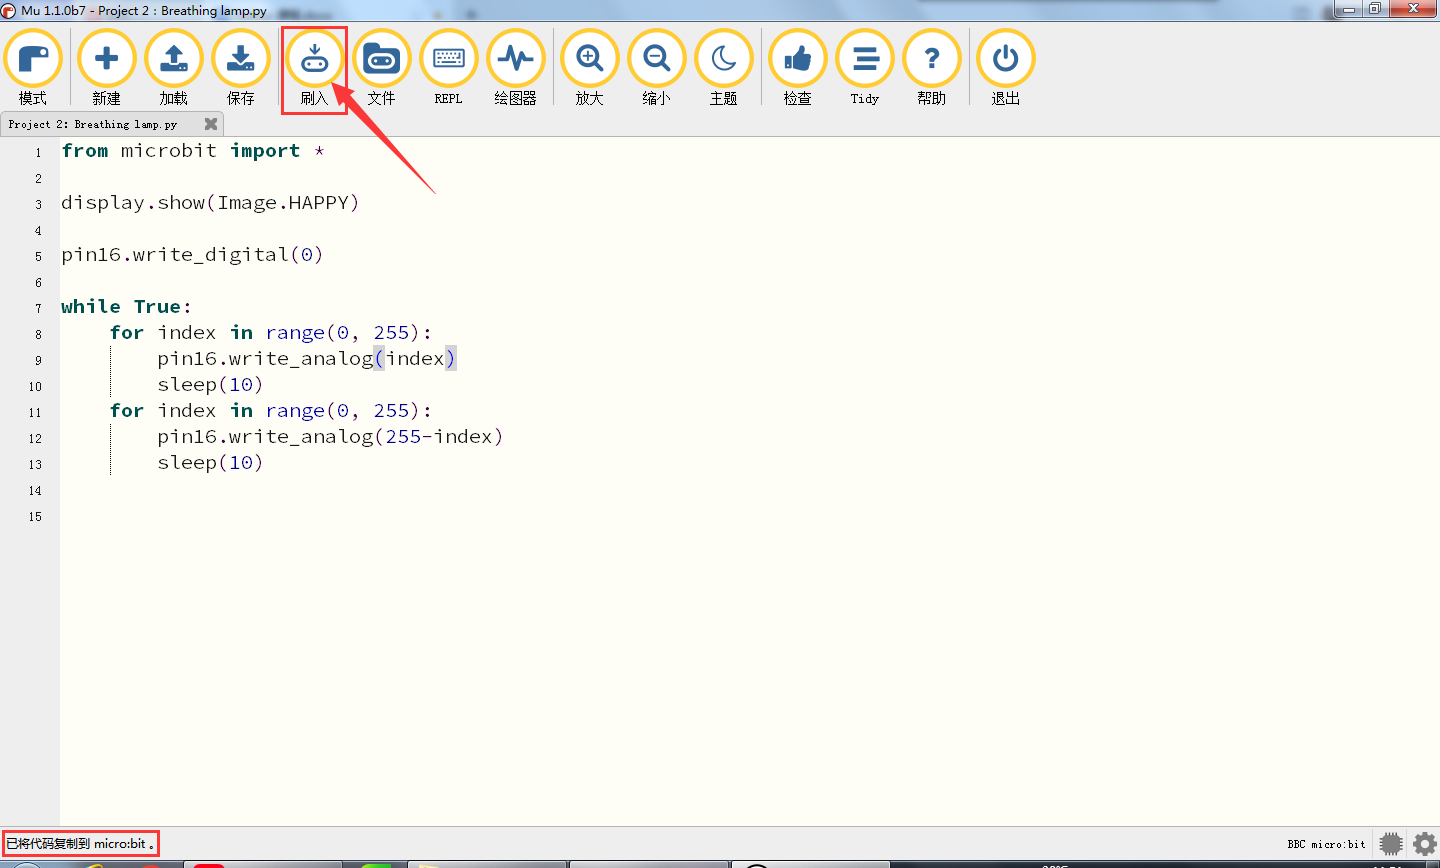 Mu 1.1.0b7 - Project 2 : Breathing lamp.py
模式 新建 加载 保存 刷入 文件 REPL 绘图器 放大 缩小 主题 检查 Tidy 帮助 退出
Project 2: Breathing lamp.py
1 from microbit import *
2
3 display.show(Image.HAPPY)
4
5 pin16.write_digital(0)
6
7 while True:
8 for index in range(0, 255):
9 pin16.write_analog(index)
10 sleep(10)
11 for index in range(0, 255):
12 pin16.write_analog(255-index)
13 sleep(10)
14
15
已将代码复制到 micro:bit 。
BBC micro:bit